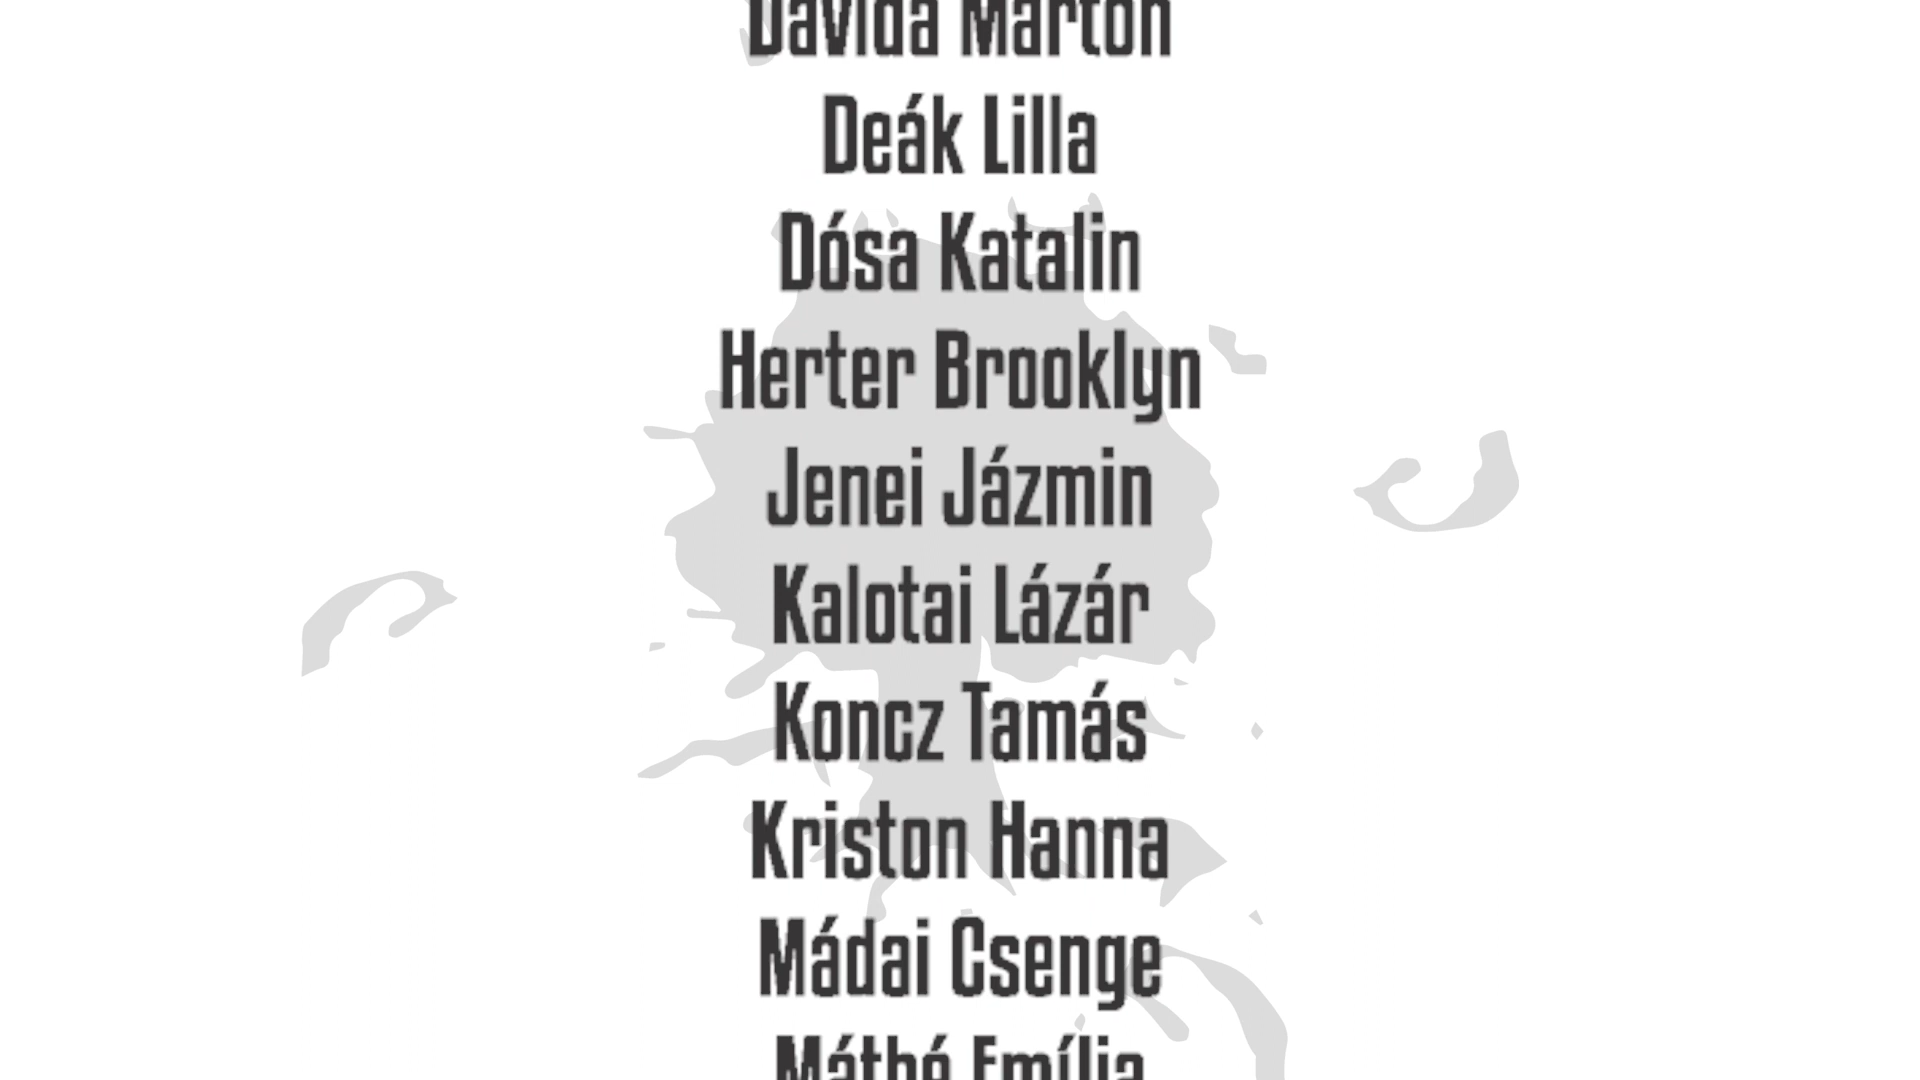 Davida Márton
Deák Lilla
Dósa Katalin
Herter Brooklyn
Jenei Jázmin
Kalotai Lázár
Koncz Tamás
Kriston Hanna
Mádai Csenge
Máthé Emília